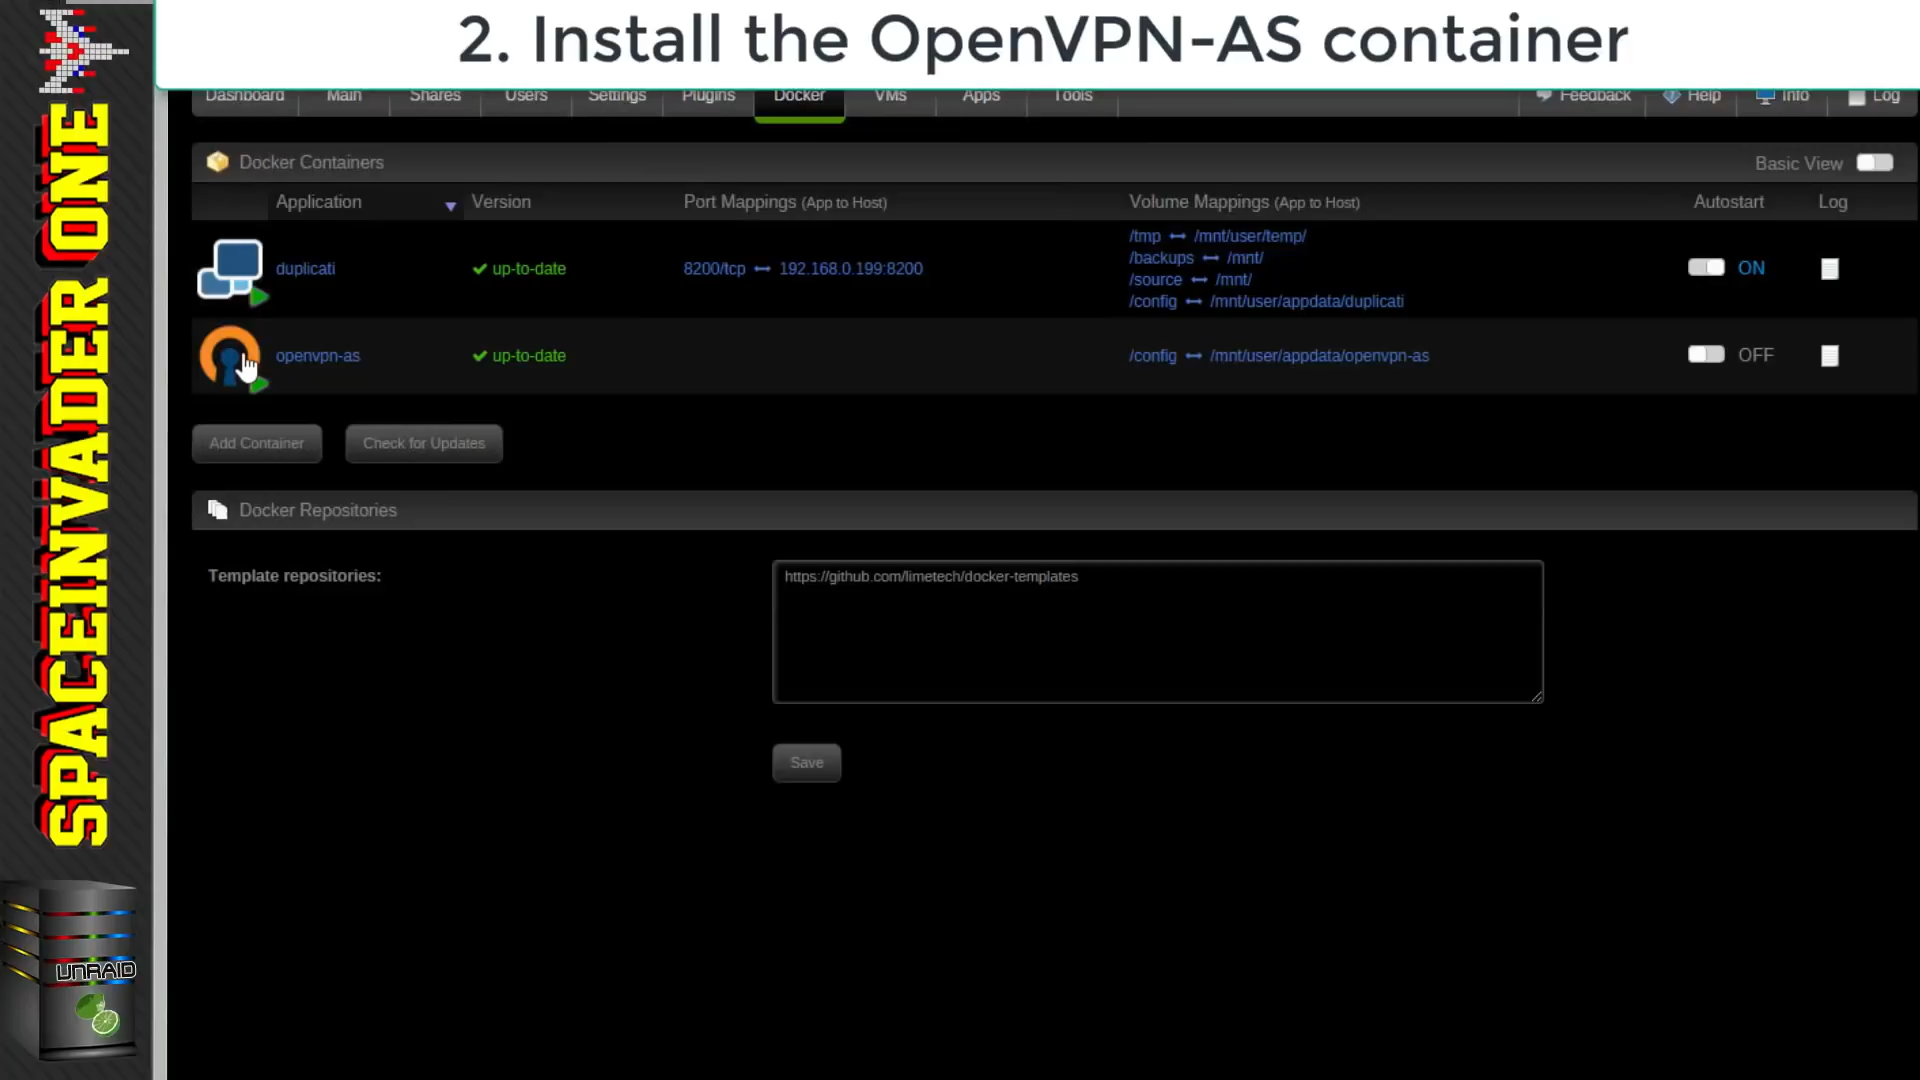 2. Install the OpenVPN-AS container
SPACEINVADER ONE
Dashboard Main Shares Users Settings Plugins Docker VMs Apps Tools Feedback Help Info Log
Docker Containers Basic View
Application Version Port Mappings (App to Host) Volume Mappings (App to Host) Autostart Log
duplicati up-to-date 8200/tcp ↔ 192.168.0.199:8200 /tmp ↔ /mnt/user/temp/
/backups ↔ /mnt/
/source ↔ /mnt/
/config ↔ /mnt/user/appdata/duplicati ON
openvpn-as up-to-date /config ↔ /mnt/user/appdata/openvpn-as OFF
Add Container Check for Updates
Docker Repositories
Template repositories: https://github.com/limetech/docker-templates
Save
UNRAID